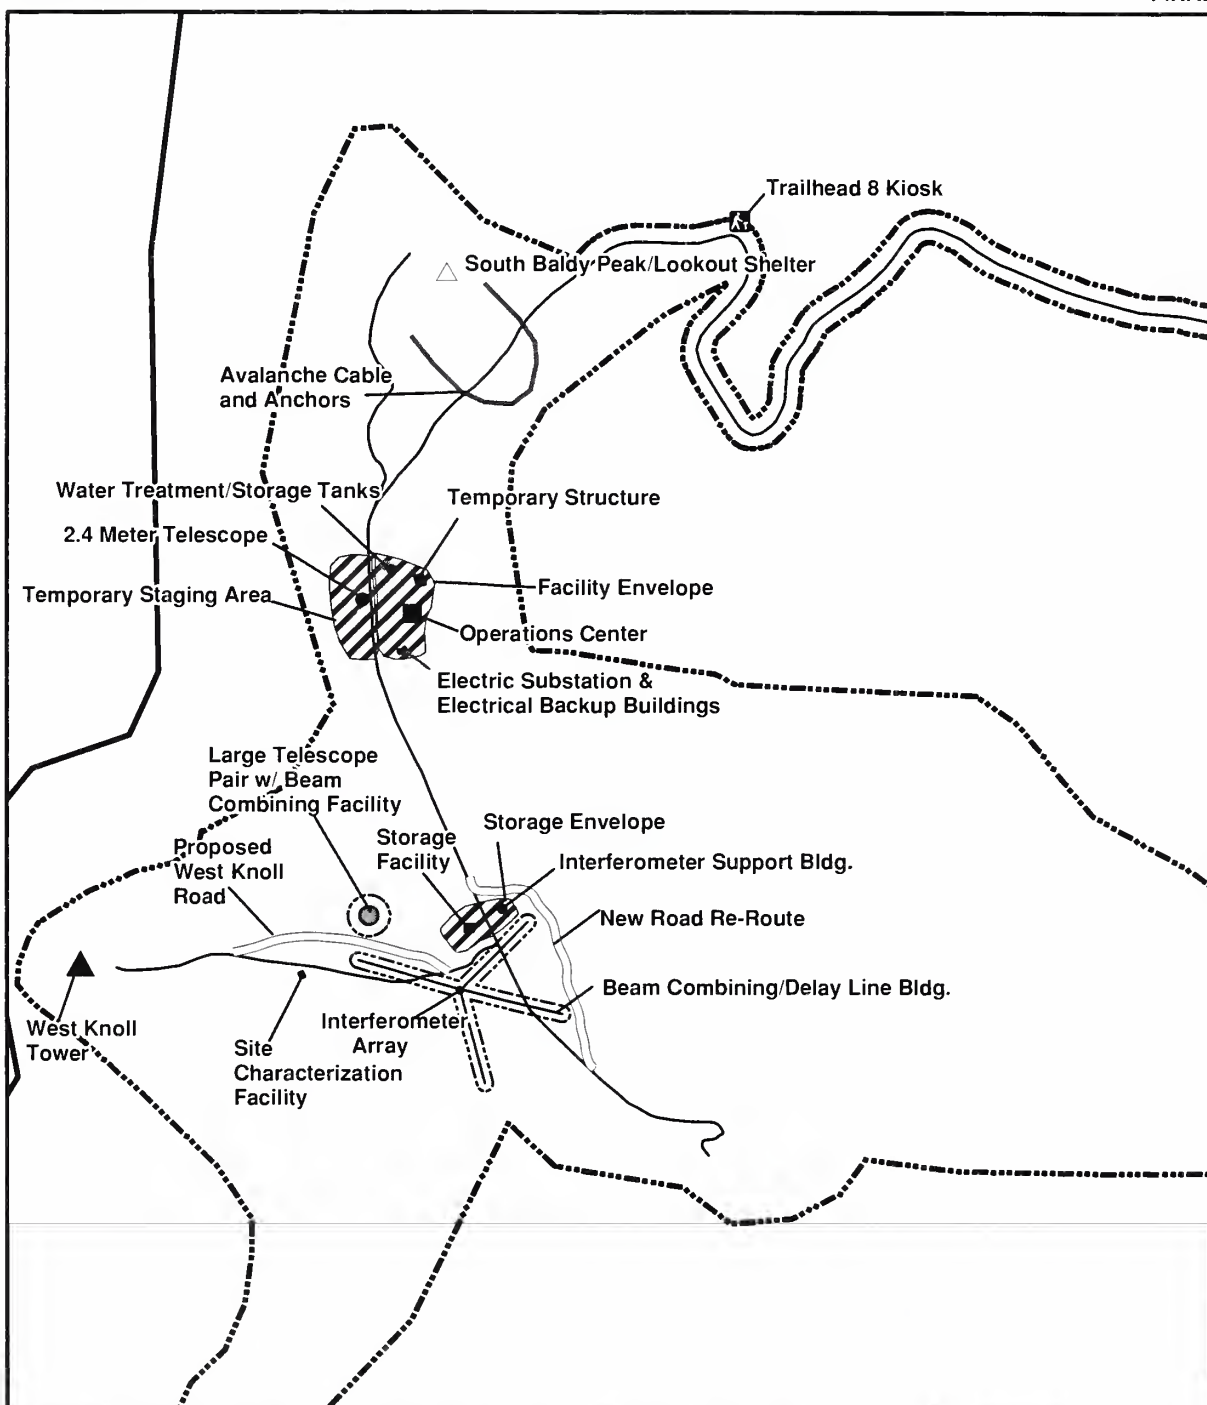 Trailhead 8 Kiosk
South Baldy Peak/Lookout Shelter
Avalanche Cable
and Anchors
Water Treatment/Storage Tanks
Temporary Structure
2.4 Meter Telescope
Facility Envelope
Temporary Staging Area
Operations Center
Electric Substation &
Electrical Backup Buildings
Large Telescope
Pair w/ Beam
Combining Facility
Storage Envelope
Storage
Facility
Proposed
West Knoll
Road
Interferometer Support Bldg.
New Road Re-Route
Beam Combining/Delay Line Bldg.
West Knoll
Tower
Interferometer
Array
Site
Characterization
Facility